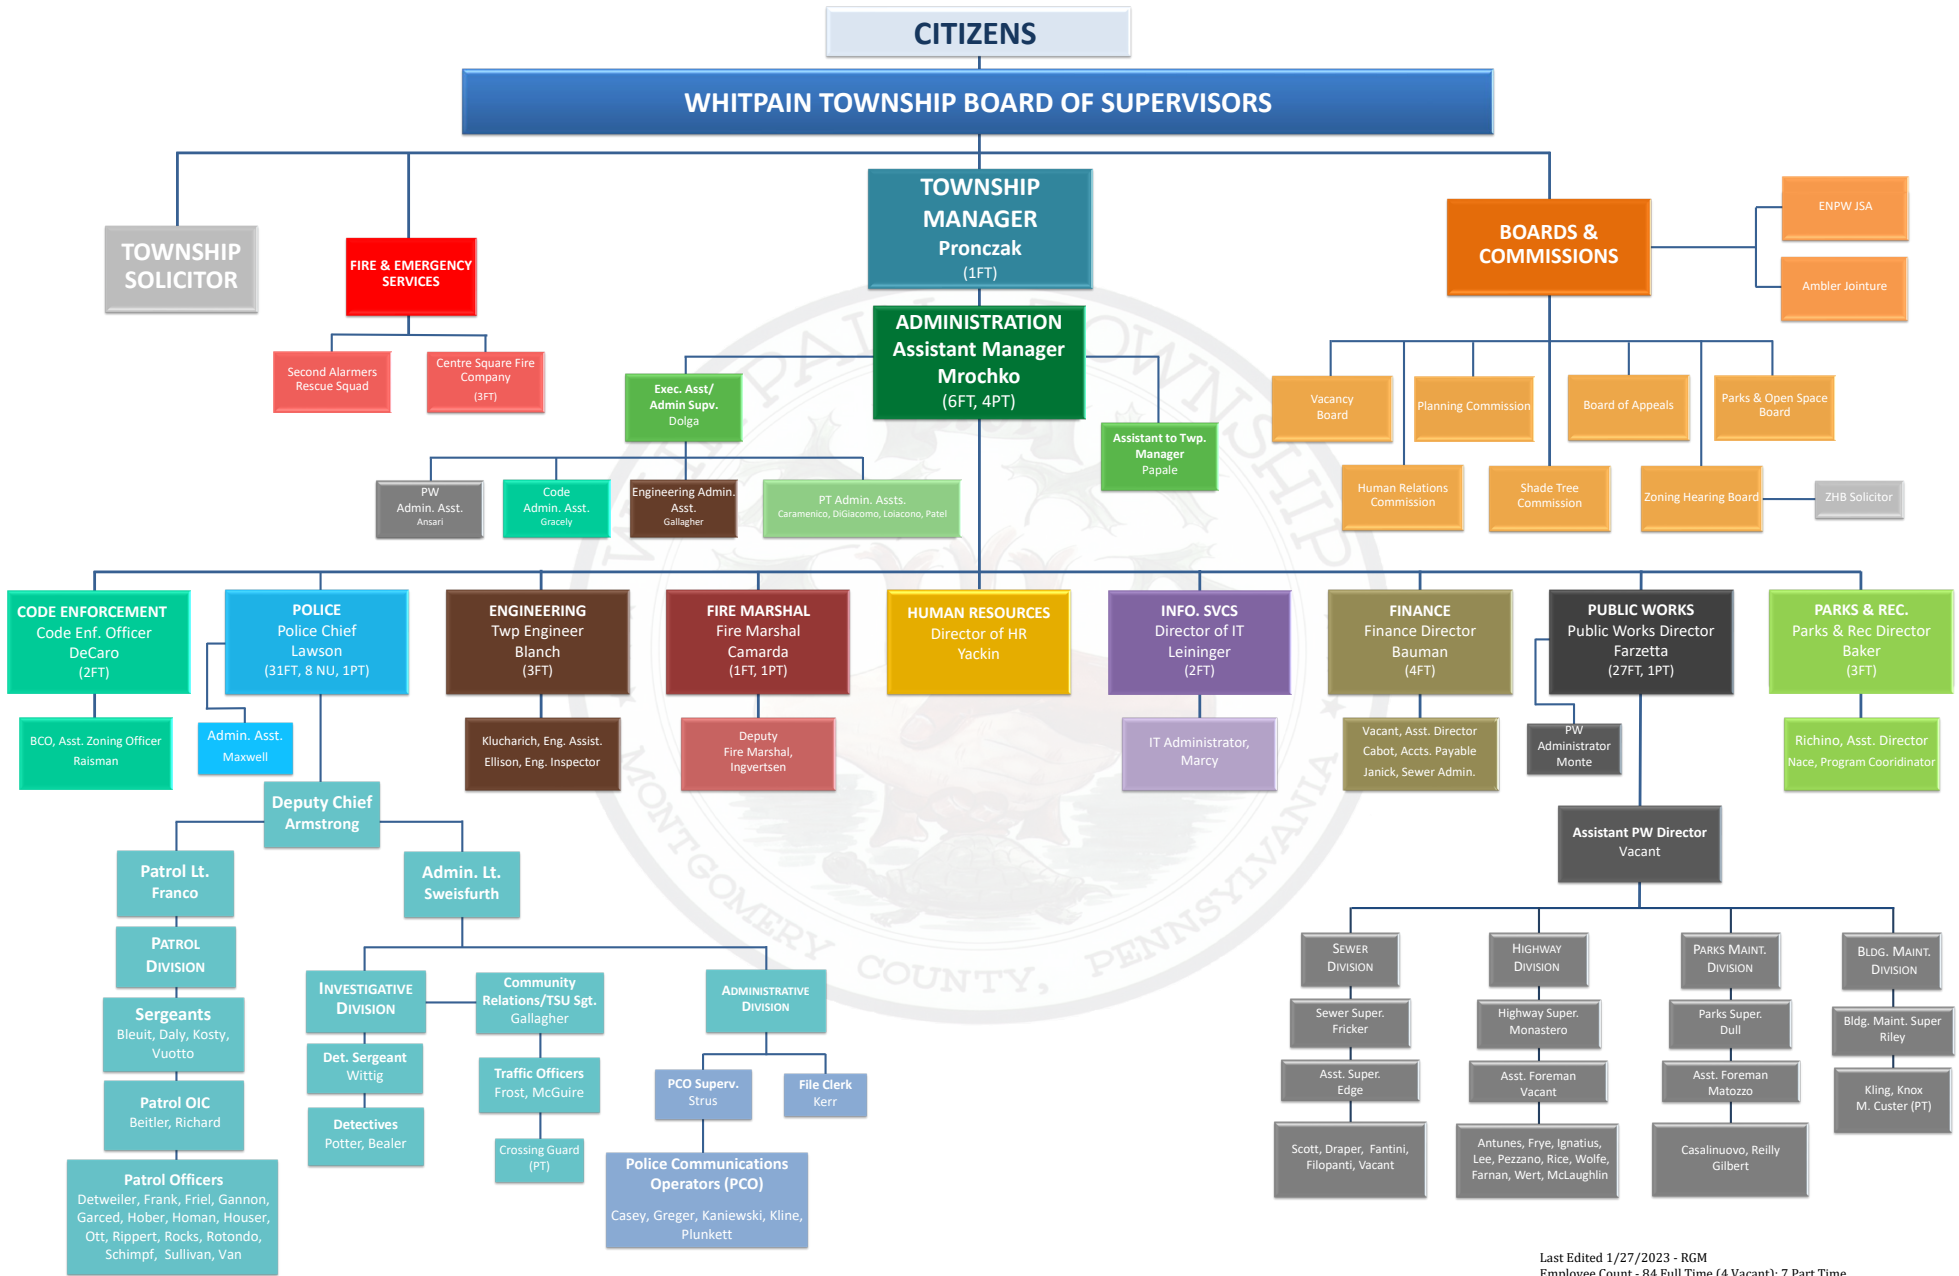 CITIZENS
WHITPAIN TOWNSHIP BOARD OF SUPERVISORS
TOWNSHIP
SOLICITOR
FIRE & EMERGENCY
SERVICES
Second Alarmers
Rescue Squad
Centre Square Fire
Company
(3FT)
TOWNSHIP
MANAGER
Pronczak
(1FT)
ADMINISTRATION
Assistant Manager
Mrochko
(6FT, 4PT)
Exec. Asst/
Admin Supv.
Dolga
Assistant to Twp.
Manager
Papale
PW
Admin. Asst.
Ansari
Code
Admin. Asst.
Gracely
Engineering Admin.
Asst.
Gallagher
PT Admin. Assts.
Caramenico, DiGiacomo, Loiacono, Patel
BOARDS &
COMMISSIONS
ENPW JSA
Ambler Jointure
Vacancy
Board
Planning Commission
Board of Appeals
Parks & Open Space
Board
Human Relations
Commission
Shade Tree
Commission
Zoning Hearing Board
ZHB Solicitor
CODE ENFORCEMENT
Code Enf. Officer
DeCaro
(2FT)
BCO, Asst. Zoning Officer
Raisman
POLICE
Police Chief
Lawson
(31FT, 8 NU, 1PT)
Admin. Asst.
Maxwell
ENGINEERING
Twp Engineer
Blanch
(3FT)
Klucharich, Eng. Assist.
Ellison, Eng. Inspector
FIRE MARSHAL
Fire Marshal
Camarda
(1FT, 1PT)
Deputy
Fire Marshal,
Ingvertsen
HUMAN RESOURCES
Director of HR
Yackin
INFO. SVCS
Director of IT
Leininger
(2FT)
IT Administrator,
Marcy
FINANCE
Finance Director
Bauman
(4FT)
Vacant, Asst. Director
Cabot, Accts. Payable
Janick, Sewer Admin.
PUBLIC WORKS
Public Works Director
Farzetta
(27FT, 1PT)
PW
Administrator
Monte
PARKS & REC.
Parks & Rec Director
Baker
(3FT)
Richino, Asst. Director
Nace, Program Coordinator
Deputy Chief
Armstrong
Patrol Lt.
Franco
PATROL
DIVISION
Sergeants
Bleuit, Daly, Kosty,
Vuotto
Patrol OIC
Beitler, Richard
Patrol Officers
Detweiler, Frank, Friel, Gannon,
Garced, Hober, Homan, Houser,
Ott, Rippert, Rocks, Rotondo,
Schimpf, Sullivan, Van
Admin. Lt.
Sweisfurth
INVESTIGATIVE
DIVISION
Det. Sergeant
Wittig
Detectives
Potter, Bealer
Community
Relations/TSU Sgt.
Gallagher
Traffic Officers
Frost, McGuire
Crossing Guard
(PT)
ADMINISTRATIVE
DIVISION
PCO Superv.
Strus
File Clerk
Kerr
Police Communications
Operators (PCO)
Casey, Greger, Kaniewski, Kline,
Plunkett
Assistant PW Director
Vacant
SEWER
DIVISION
Sewer Super.
Fricker
Asst. Super.
Edge
Scott, Draper, Fantini,
Filopanti, Vacant
HIGHWAY
DIVISION
Highway Super.
Monastero
Asst. Foreman
Vacant
Antunes, Frye, Ignatius,
Lee, Pezzano, Rice, Wolfe,
Farnan, Wert, McLaughlin
PARKS MAINT.
DIVISION
Parks Super.
Dull
Asst. Foreman
Matozzo
Casalinuovo, Reilly
Gilbert
BLDG. MAINT.
DIVISION
Bldg. Maint. Super
Riley
Kling, Knox
M. Custer (PT)
WHITPAIN TOWNSHIP
MONTGOMERY COUNTY, PENNSYLVANIA
Last Edited 1/27/2023 - RGM
Employee Count - 84 Full Time (4 Vacant); 7 Part Time